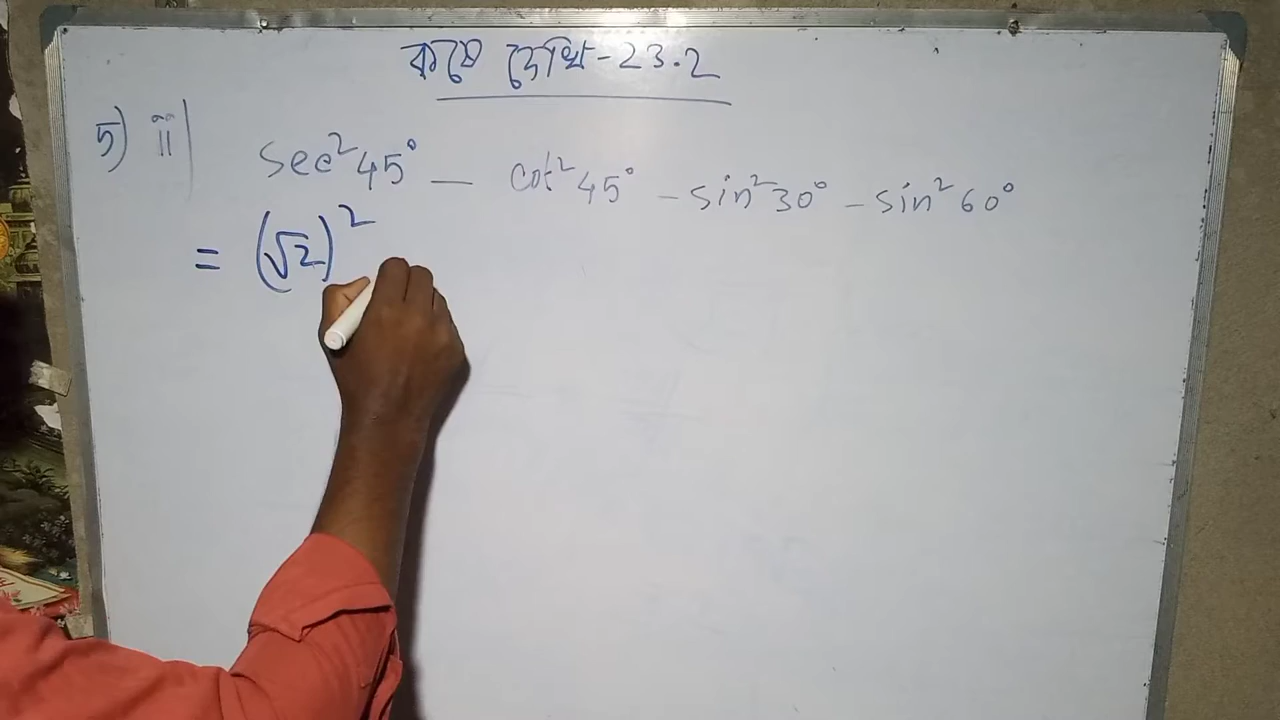 কষে দেখি-23.2
5) ii| sec²45° - cot²45° - sin²30° - sin²60°
= (√2)²